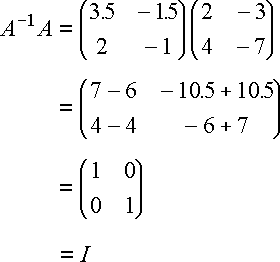 A⁻¹A = (3.5 −1.5; 2 −1)(2 −3; 4 −7)
= (7 − 6 −10.5 + 10.5; 4 − 4 −6 + 7)
= (1 0; 0 1)
= I